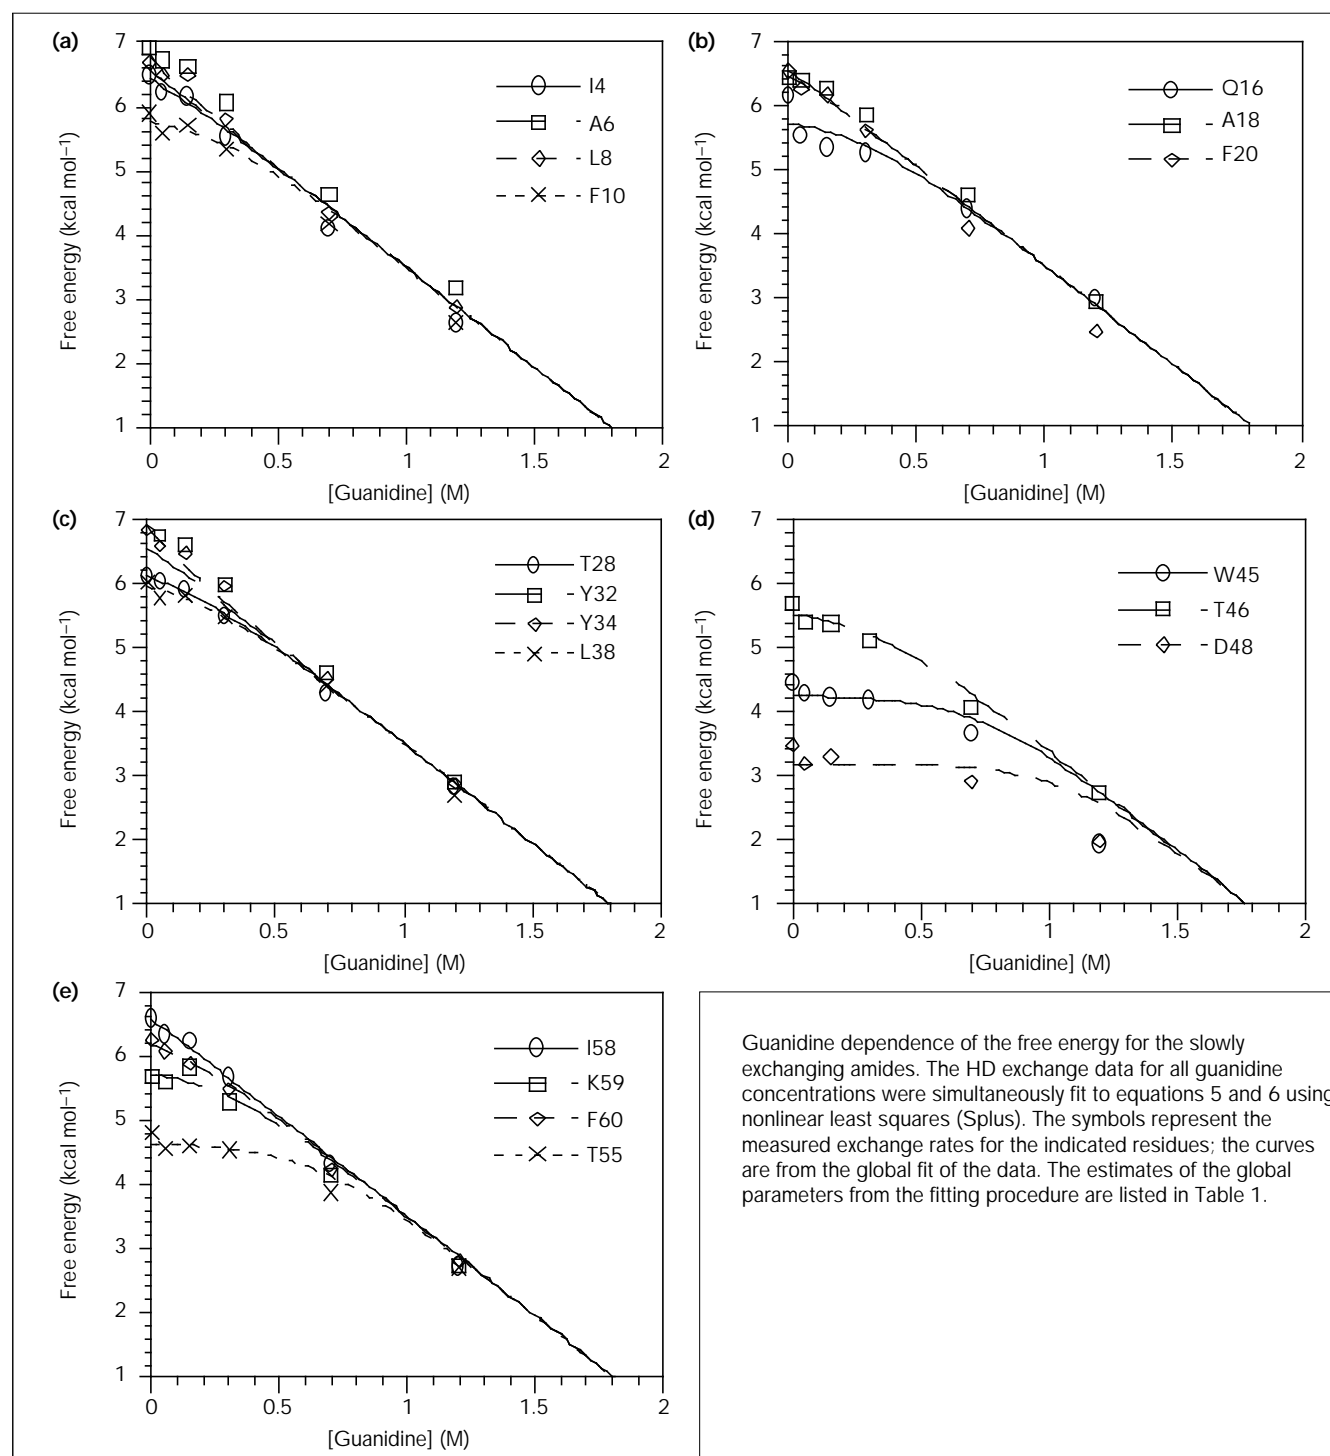 (a)
7
6
5
4
3
2
1
0 0.5 1 1.5 2
Free energy (kcal mol–1)
[Guanidine] (M)
I4
A6
L8
F10
(b)
7
6
5
4
3
2
1
0 0.5 1 1.5 2
Free energy (kcal mol–1)
[Guanidine] (M)
Q16
A18
F20
(c)
7
6
5
4
3
2
1
0 0.5 1 1.5 2
Free energy (kcal mol–1)
[Guanidine] (M)
T28
Y32
Y34
L38
(d)
7
6
5
4
3
2
1
0 0.5 1 1.5 2
Free energy (kcal mol–1)
[Guanidine] (M)
W45
T46
D48
(e)
7
6
5
4
3
2
1
0 0.5 1 1.5 2
Free energy (kcal mol–1)
[Guanidine] (M)
I58
K59
F60
T55
Guanidine dependence of the free energy for the slowly
exchanging amides. The HD exchange data for all guanidine
concentrations were simultaneously fit to equations 5 and 6 using
nonlinear least squares (Splus). The symbols represent the
measured exchange rates for the indicated residues; the curves
are from the global fit of the data. The estimates of the global
parameters from the fitting procedure are listed in Table 1.